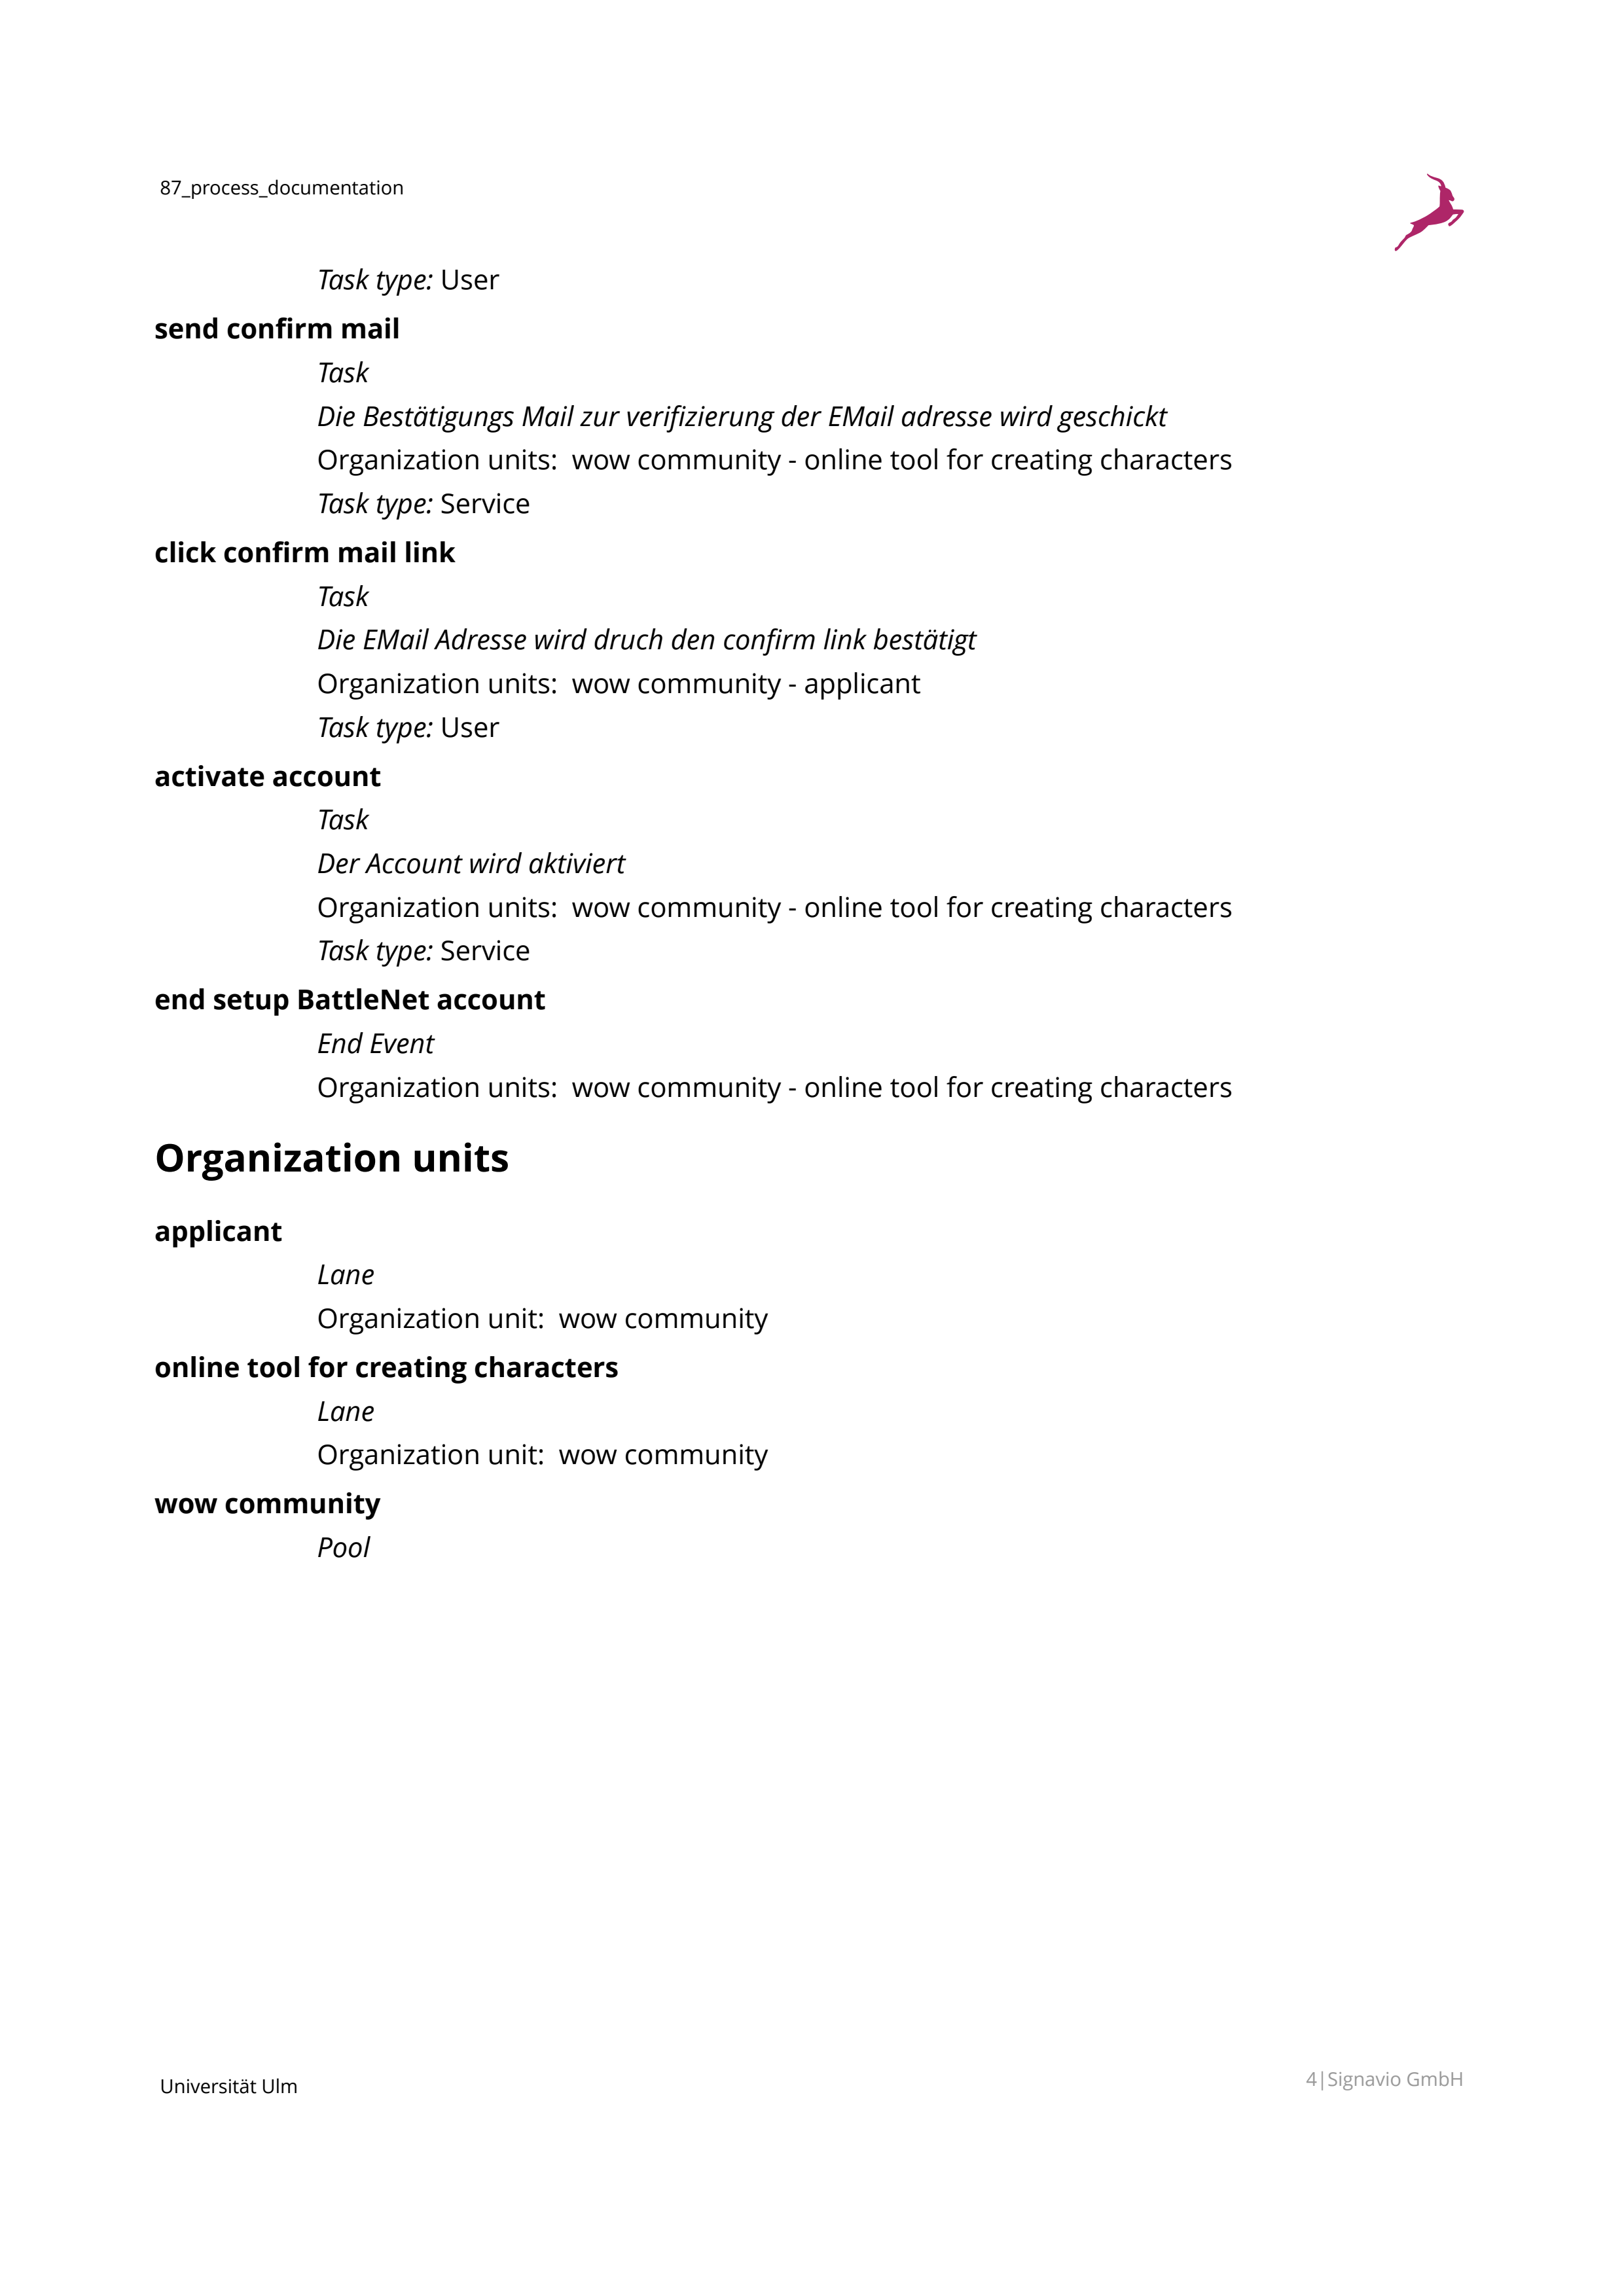 87_process_documentation
Task type: User
send confirm mail
Task
Die Bestätigungs Mail zur verifizierung der EMail adresse wird geschickt
Organization units:  wow community - online tool for creating characters
Task type: Service
click confirm mail link
Task
Die EMail Adresse wird druch den confirm link bestätigt
Organization units:  wow community - applicant
Task type: User
activate account
Task
Der Account wird aktiviert
Organization units:  wow community - online tool for creating characters
Task type: Service
end setup BattleNet account
End Event
Organization units:  wow community - online tool for creating characters
Organization units
applicant
Lane
Organization unit:  wow community
online tool for creating characters
Lane
Organization unit:  wow community
wow community
Pool
Universität Ulm
4|Signavio GmbH